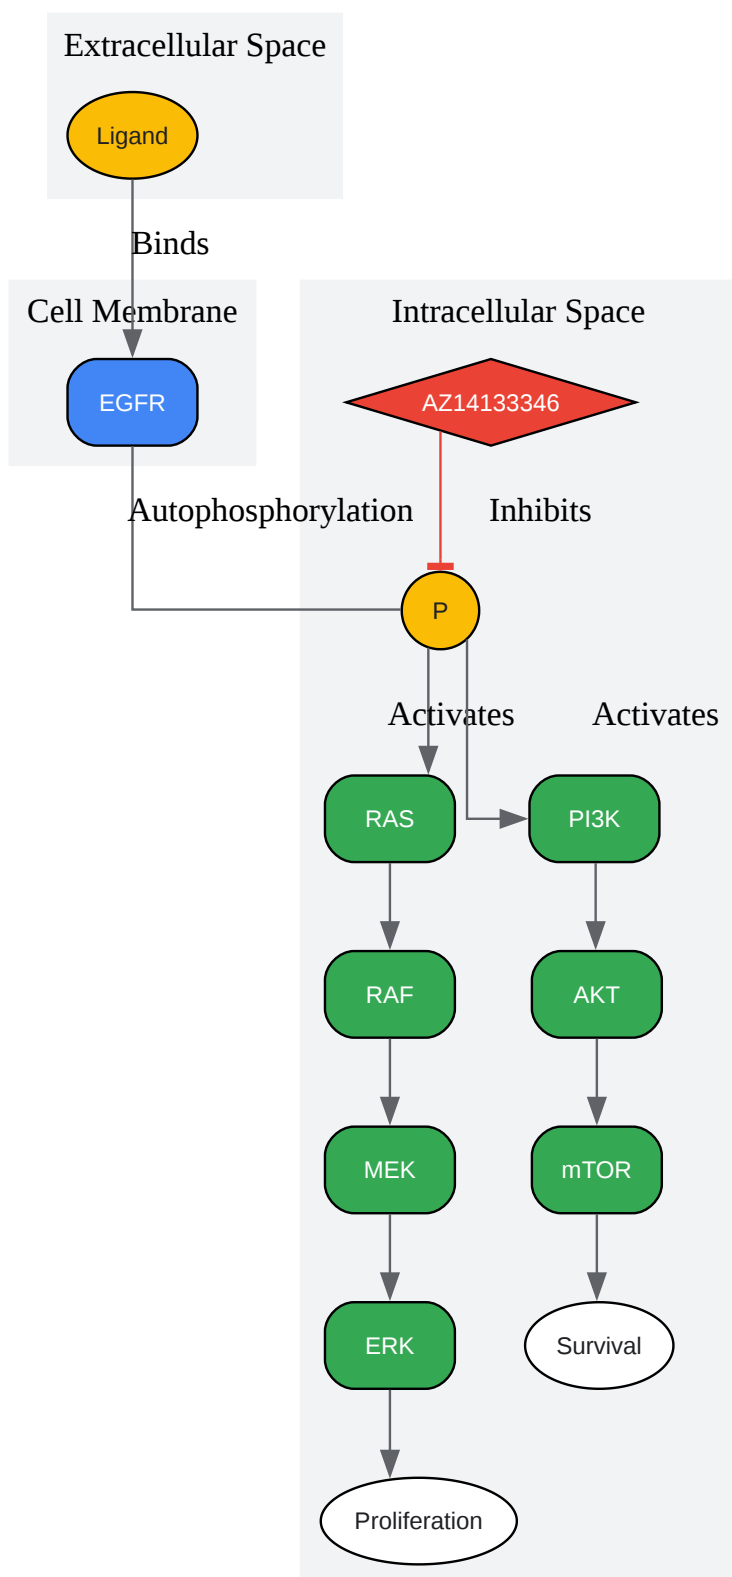 Extracellular Space
Ligand
Binds
Cell Membrane
Intracellular Space
EGFR
AZ14133346
Autophosphorylation
Inhibits
P
Activates
Activates
RAS
PI3K
RAF
AKT
MEK
mTOR
ERK
Survival
Proliferation